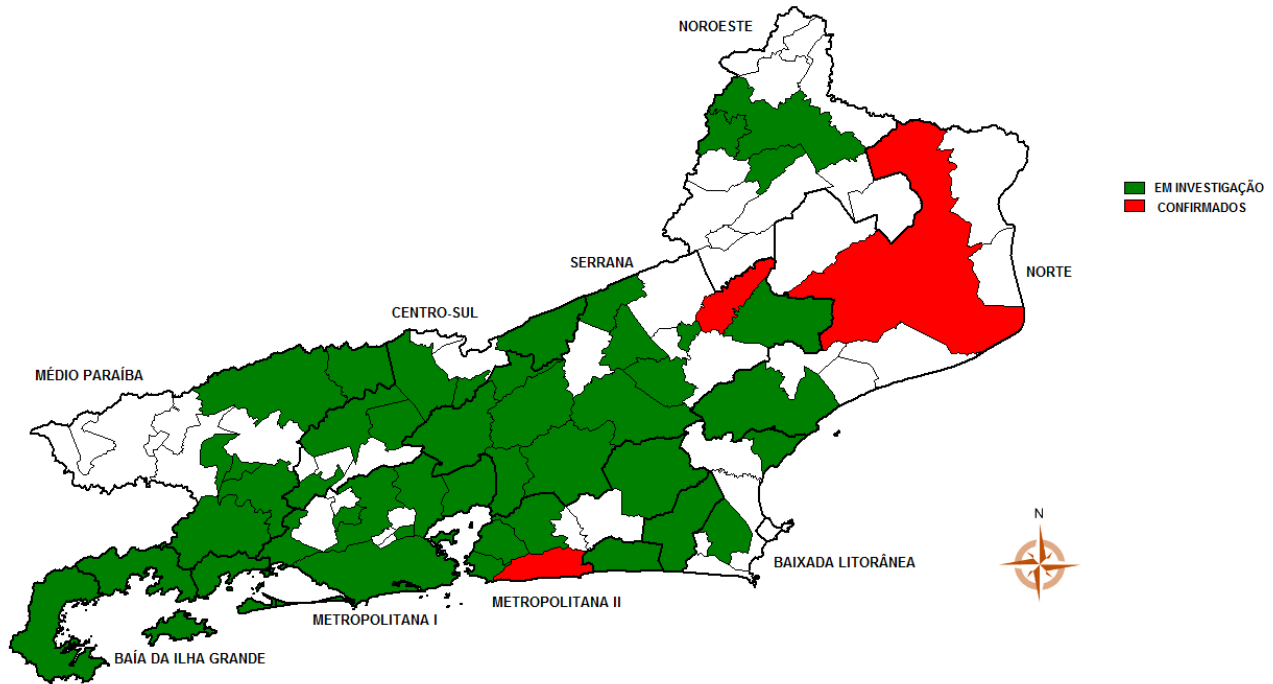 NOROESTE
EM INVESTIGAÇÃO
CONFIRMADOS
SERRANA
NORTE
CENTRO-SUL
MÉDIO PARAÍBA
N
BAIXADA LITORÂNEA
METROPOLITANA II
METROPOLITANA I
BAÍA DA ILHA GRANDE